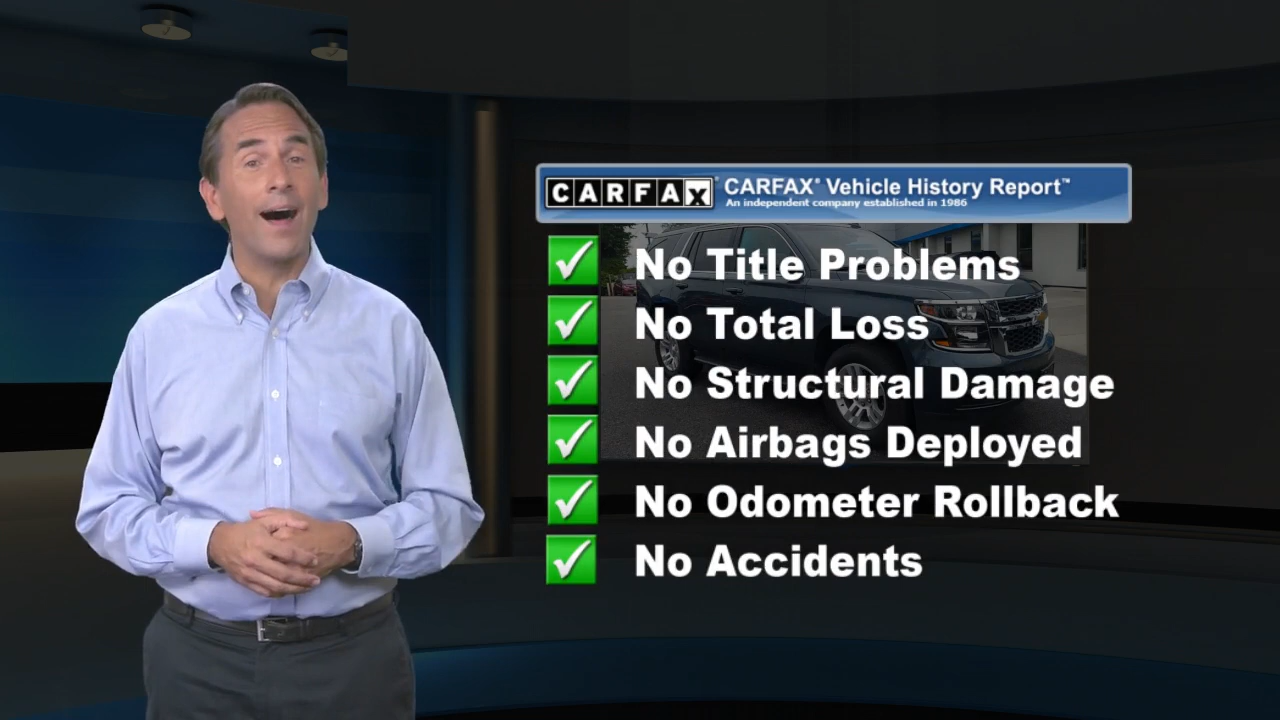 CARFAX® CARFAX® Vehicle History Report™
An independent company established in 1986
No Title Problems
No Total Loss
No Structural Damage
No Airbags Deployed
No Odometer Rollback
No Accidents